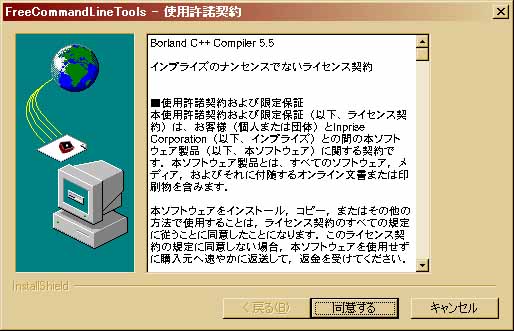 FreeCommandLineTools - 使用許諾契約
Borland C++ Compiler 5.5
インプライズのナンセンスでないライセンス契約
■使用許諾契約および限定保証
本使用許諾契約および限定保証（以下、ライセンス契
約）は、お客様（個人または団体）とInprise
Corporation（以下、インプライズ）との間の本ソフト
ウェア製品（以下、本ソフトウェア）に関する契約で
す。本ソフトウェア製品とは、すべてのソフトウェア，メ
ディア，およびそれに付随するオンライン文書または印
刷物を含みます．
本ソフトウェアをインストール，コピー，またはその他の
方法で使用することは，ライセンス契約のすべての規定
に従うことに同意したことになります．このライセンス契
約の規定に同意しない場合，本ソフトウェアを使用せず
に購入元へ速やかに返送して，返金を受けてください．
InstallShield
< 戻る(B)
同意する
キャンセル